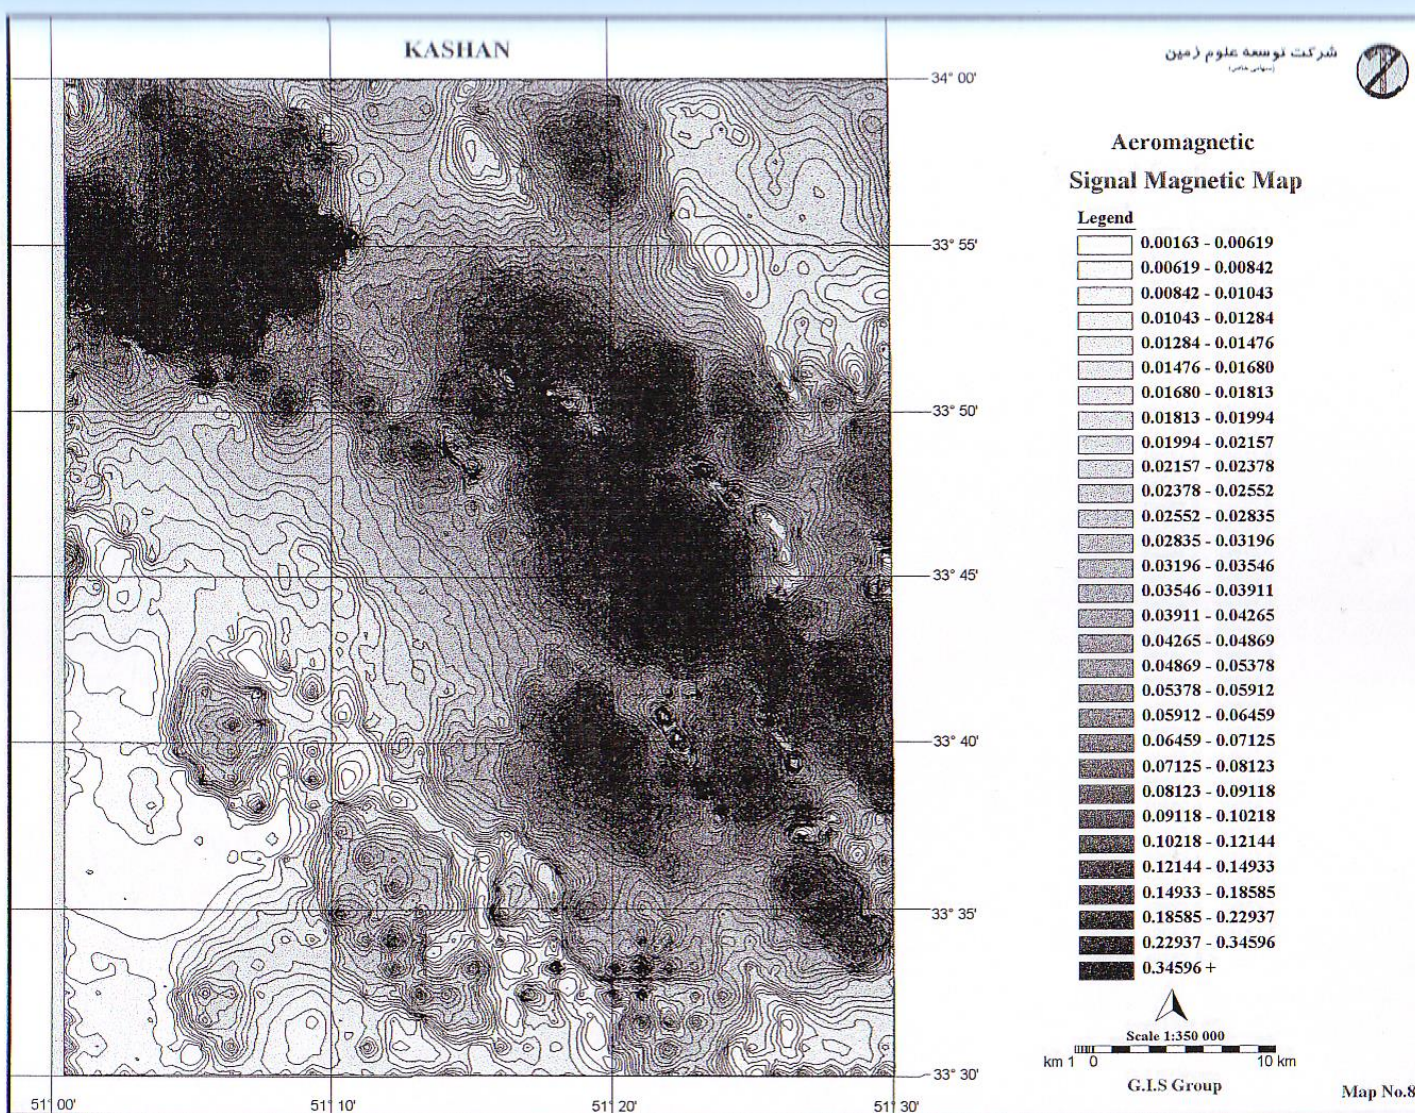 KASHAN
شرکت توسعه علوم زمین
(سهامی خاص)
34° 00'
33° 55'
33° 50'
33° 45'
33° 40'
33° 35'
33° 30'
51° 00'
51° 10'
51° 20'
51° 30'
Aeromagnetic
Signal Magnetic Map
Legend
0.00163 - 0.00619
0.00619 - 0.00842
0.00842 - 0.01043
0.01043 - 0.01284
0.01284 - 0.01476
0.01476 - 0.01680
0.01680 - 0.01813
0.01813 - 0.01994
0.01994 - 0.02157
0.02157 - 0.02378
0.02378 - 0.02552
0.02552 - 0.02835
0.02835 - 0.03196
0.03196 - 0.03546
0.03546 - 0.03911
0.03911 - 0.04265
0.04265 - 0.04869
0.04869 - 0.05378
0.05378 - 0.05912
0.05912 - 0.06459
0.06459 - 0.07125
0.07125 - 0.08123
0.08123 - 0.09118
0.09118 - 0.10218
0.10218 - 0.12144
0.12144 - 0.14933
0.14933 - 0.18585
0.18585 - 0.22937
0.22937 - 0.34596
0.34596 +
Scale 1:350 000
km 1 0 10 km
G.I.S Group
Map No.8